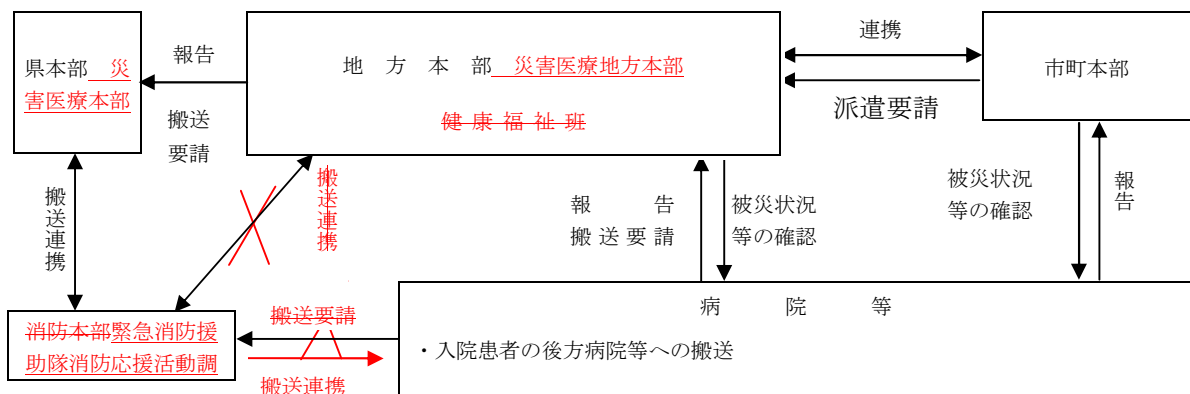 県本部　災
害医療本部
報告
搬送
要請
地　方　本　部　災害医療地方本部
健 康 福 祉 班
連携
派遣要請
市町本部
搬送連携
搬送連携
報　　告
搬 送 要 請
被災状況
等の確認
被災状況
等の確認
報告
消防本部緊急消防援
助隊消防応援活動調
搬送要請
搬送連携
病　　院　　等
・入院患者の後方病院等への搬送